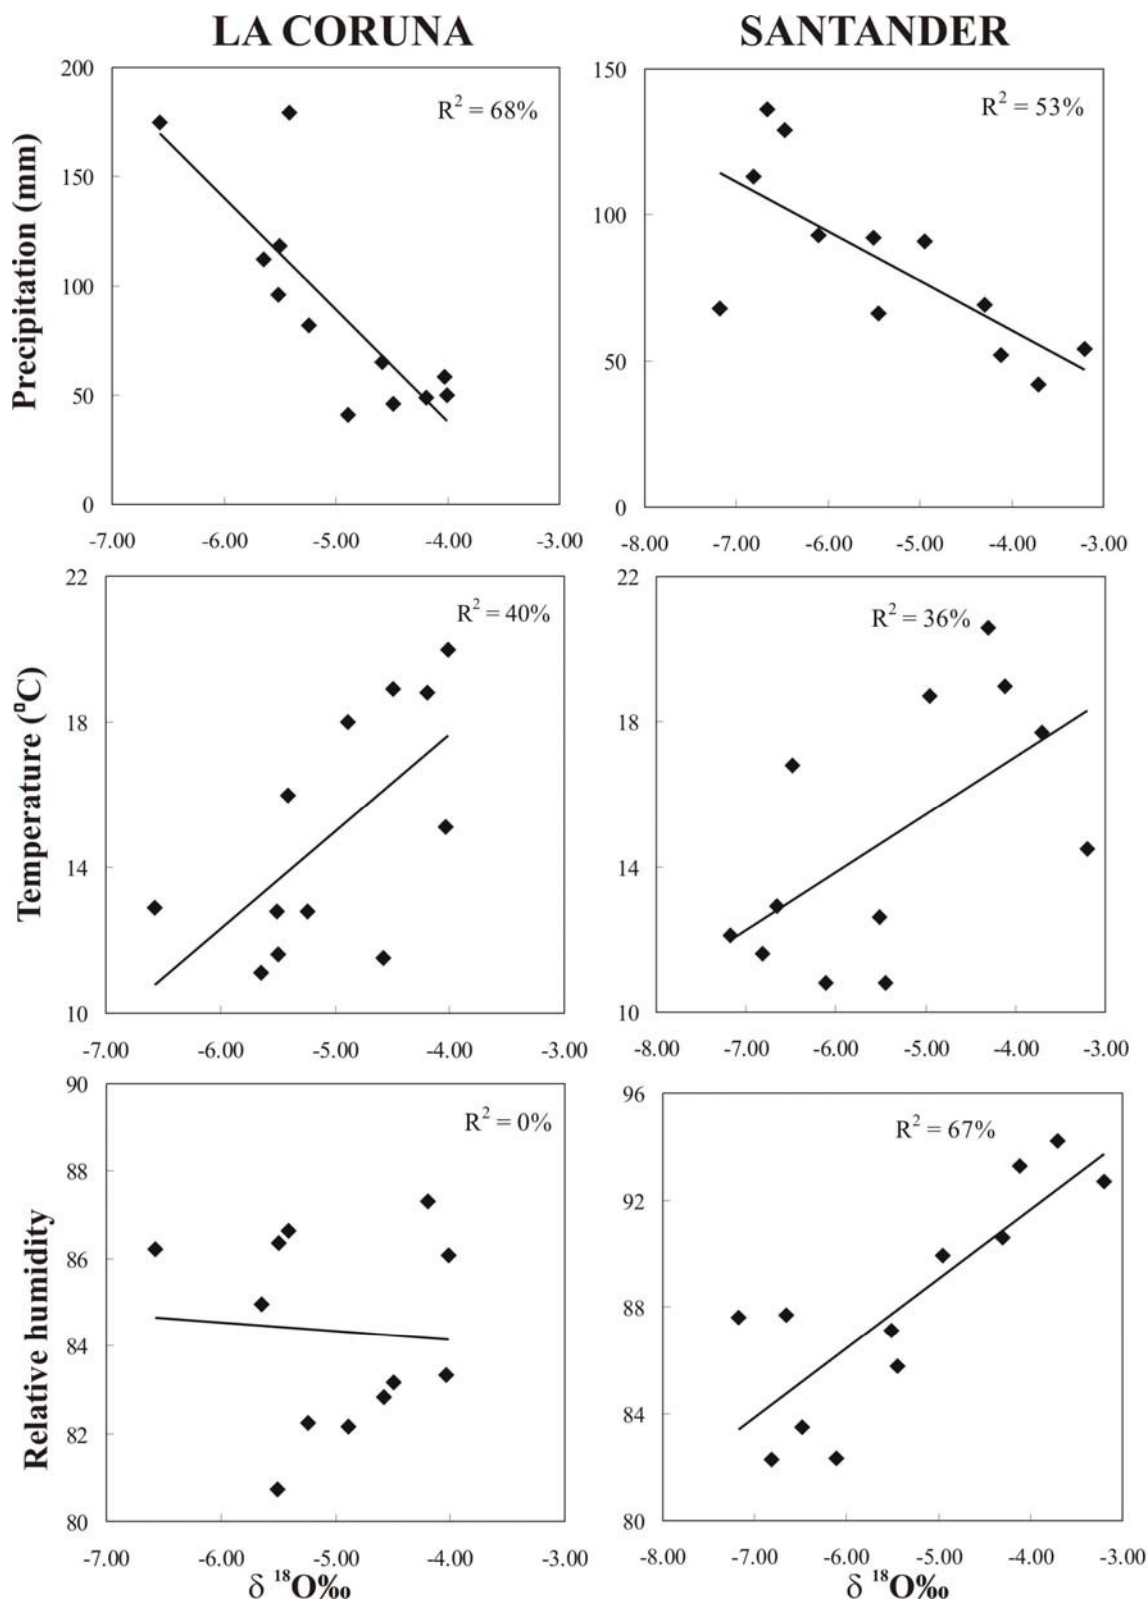 LA CORUNA
SANTANDER
Precipitation (mm)
200
150
100
50
0
R² = 68%
-7.00 -6.00 -5.00 -4.00 -3.00
150
100
50
0
R² = 53%
-8.00 -7.00 -6.00 -5.00 -4.00 -3.00
Temperature (⁰C)
22
18
14
10
R² = 40%
-7.00 -6.00 -5.00 -4.00 -3.00
22
18
14
10
R² = 36%
-8.00 -7.00 -6.00 -5.00 -4.00 -3.00
Relative humidity
90
88
86
84
82
80
R² = 0%
-7.00 -6.00 -5.00 -4.00 -3.00
δ ¹⁸O‰
96
92
88
84
80
R² = 67%
-8.00 -7.00 -6.00 -5.00 -4.00 -3.00
δ ¹⁸O‰